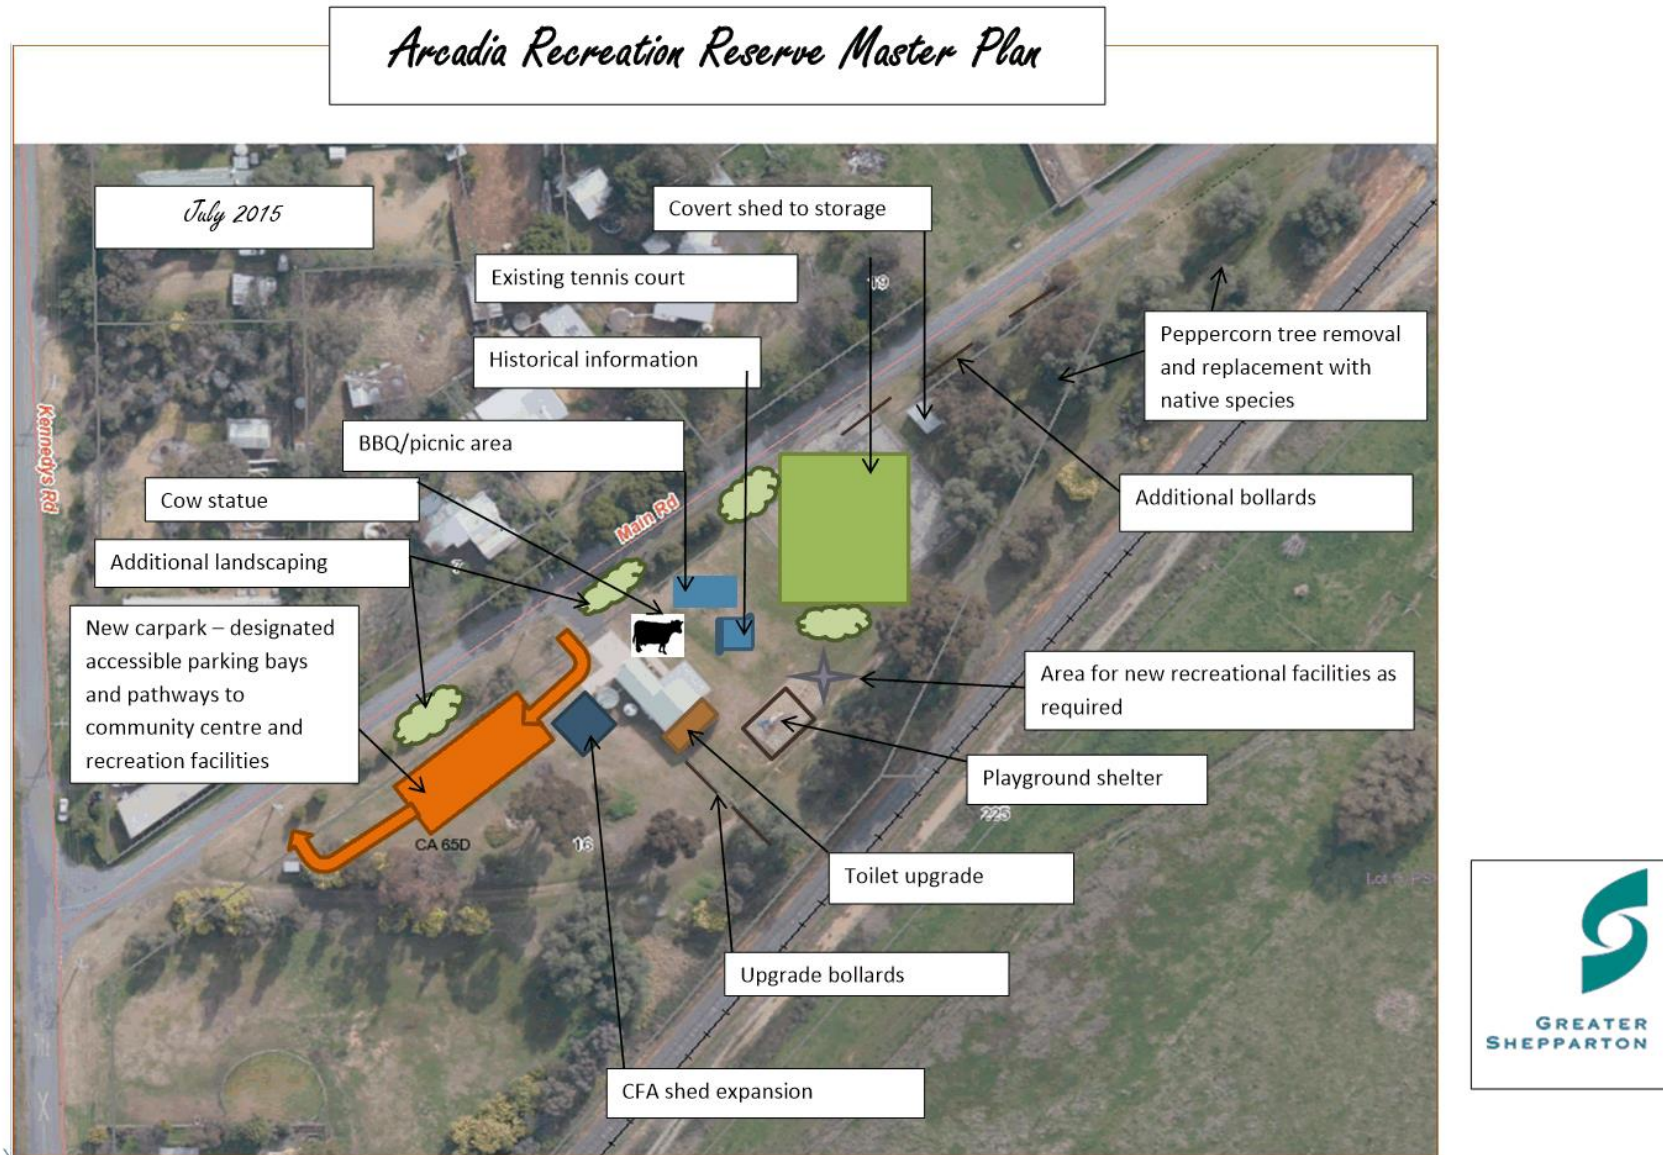 Arcadia Recreation Reserve Master Plan
July 2015
Covert shed to storage
Existing tennis court
19
Historical information
Peppercorn tree removal
and replacement with
native species
Kennedys Rd
BBQ/picnic area
Main Rd
Additional bollards
Cow statue
Additional landscaping
New carpark – designated
accessible parking bays
and pathways to
community centre and
recreation facilities
Area for new recreational facilities as
required
Playground shelter
225
CA 65D
16
Toilet upgrade
Upgrade bollards
CFA shed expansion
GREATER
SHEPPARTON